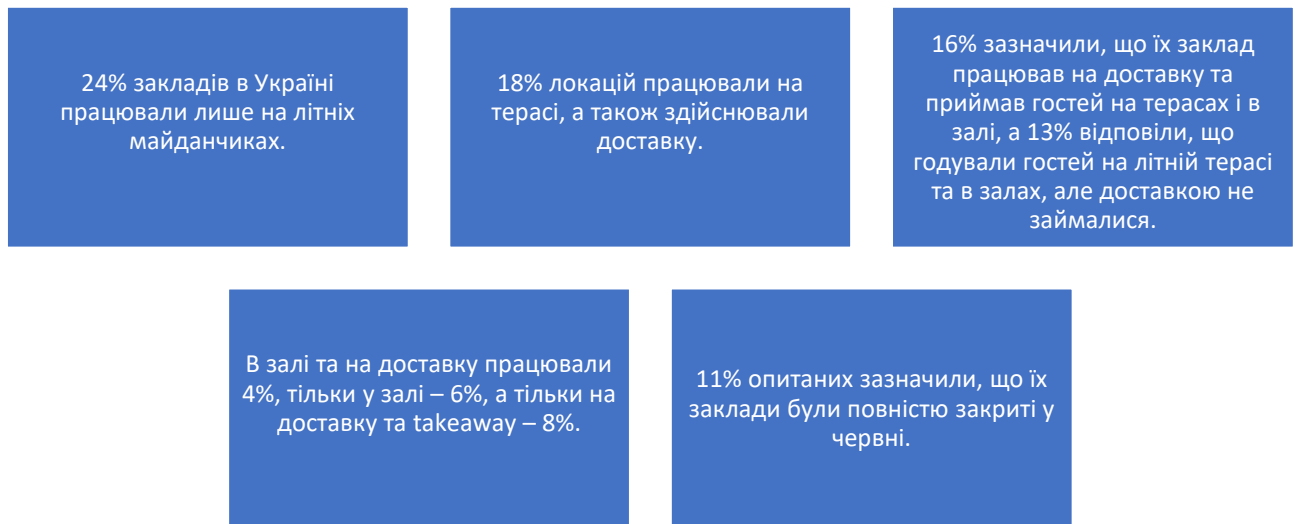 24% закладів в Україні
працювали лише на літніх
майданчиках.
18% локацій працювали на
терасі, а також здійснювали
доставку.
16% зазначили, що їх заклад
працював на доставку та
приймав гостей на терасах і в
залі, а 13% відповіли, що
годували гостей на літній терасі
та в залах, але доставкою не
займалися.
В залі та на доставку працювали
4%, тільки у залі – 6%, а тільки на
доставку та takeaway – 8%.
11% опитаних зазначили, що їх
заклади були повністю закриті у
червні.